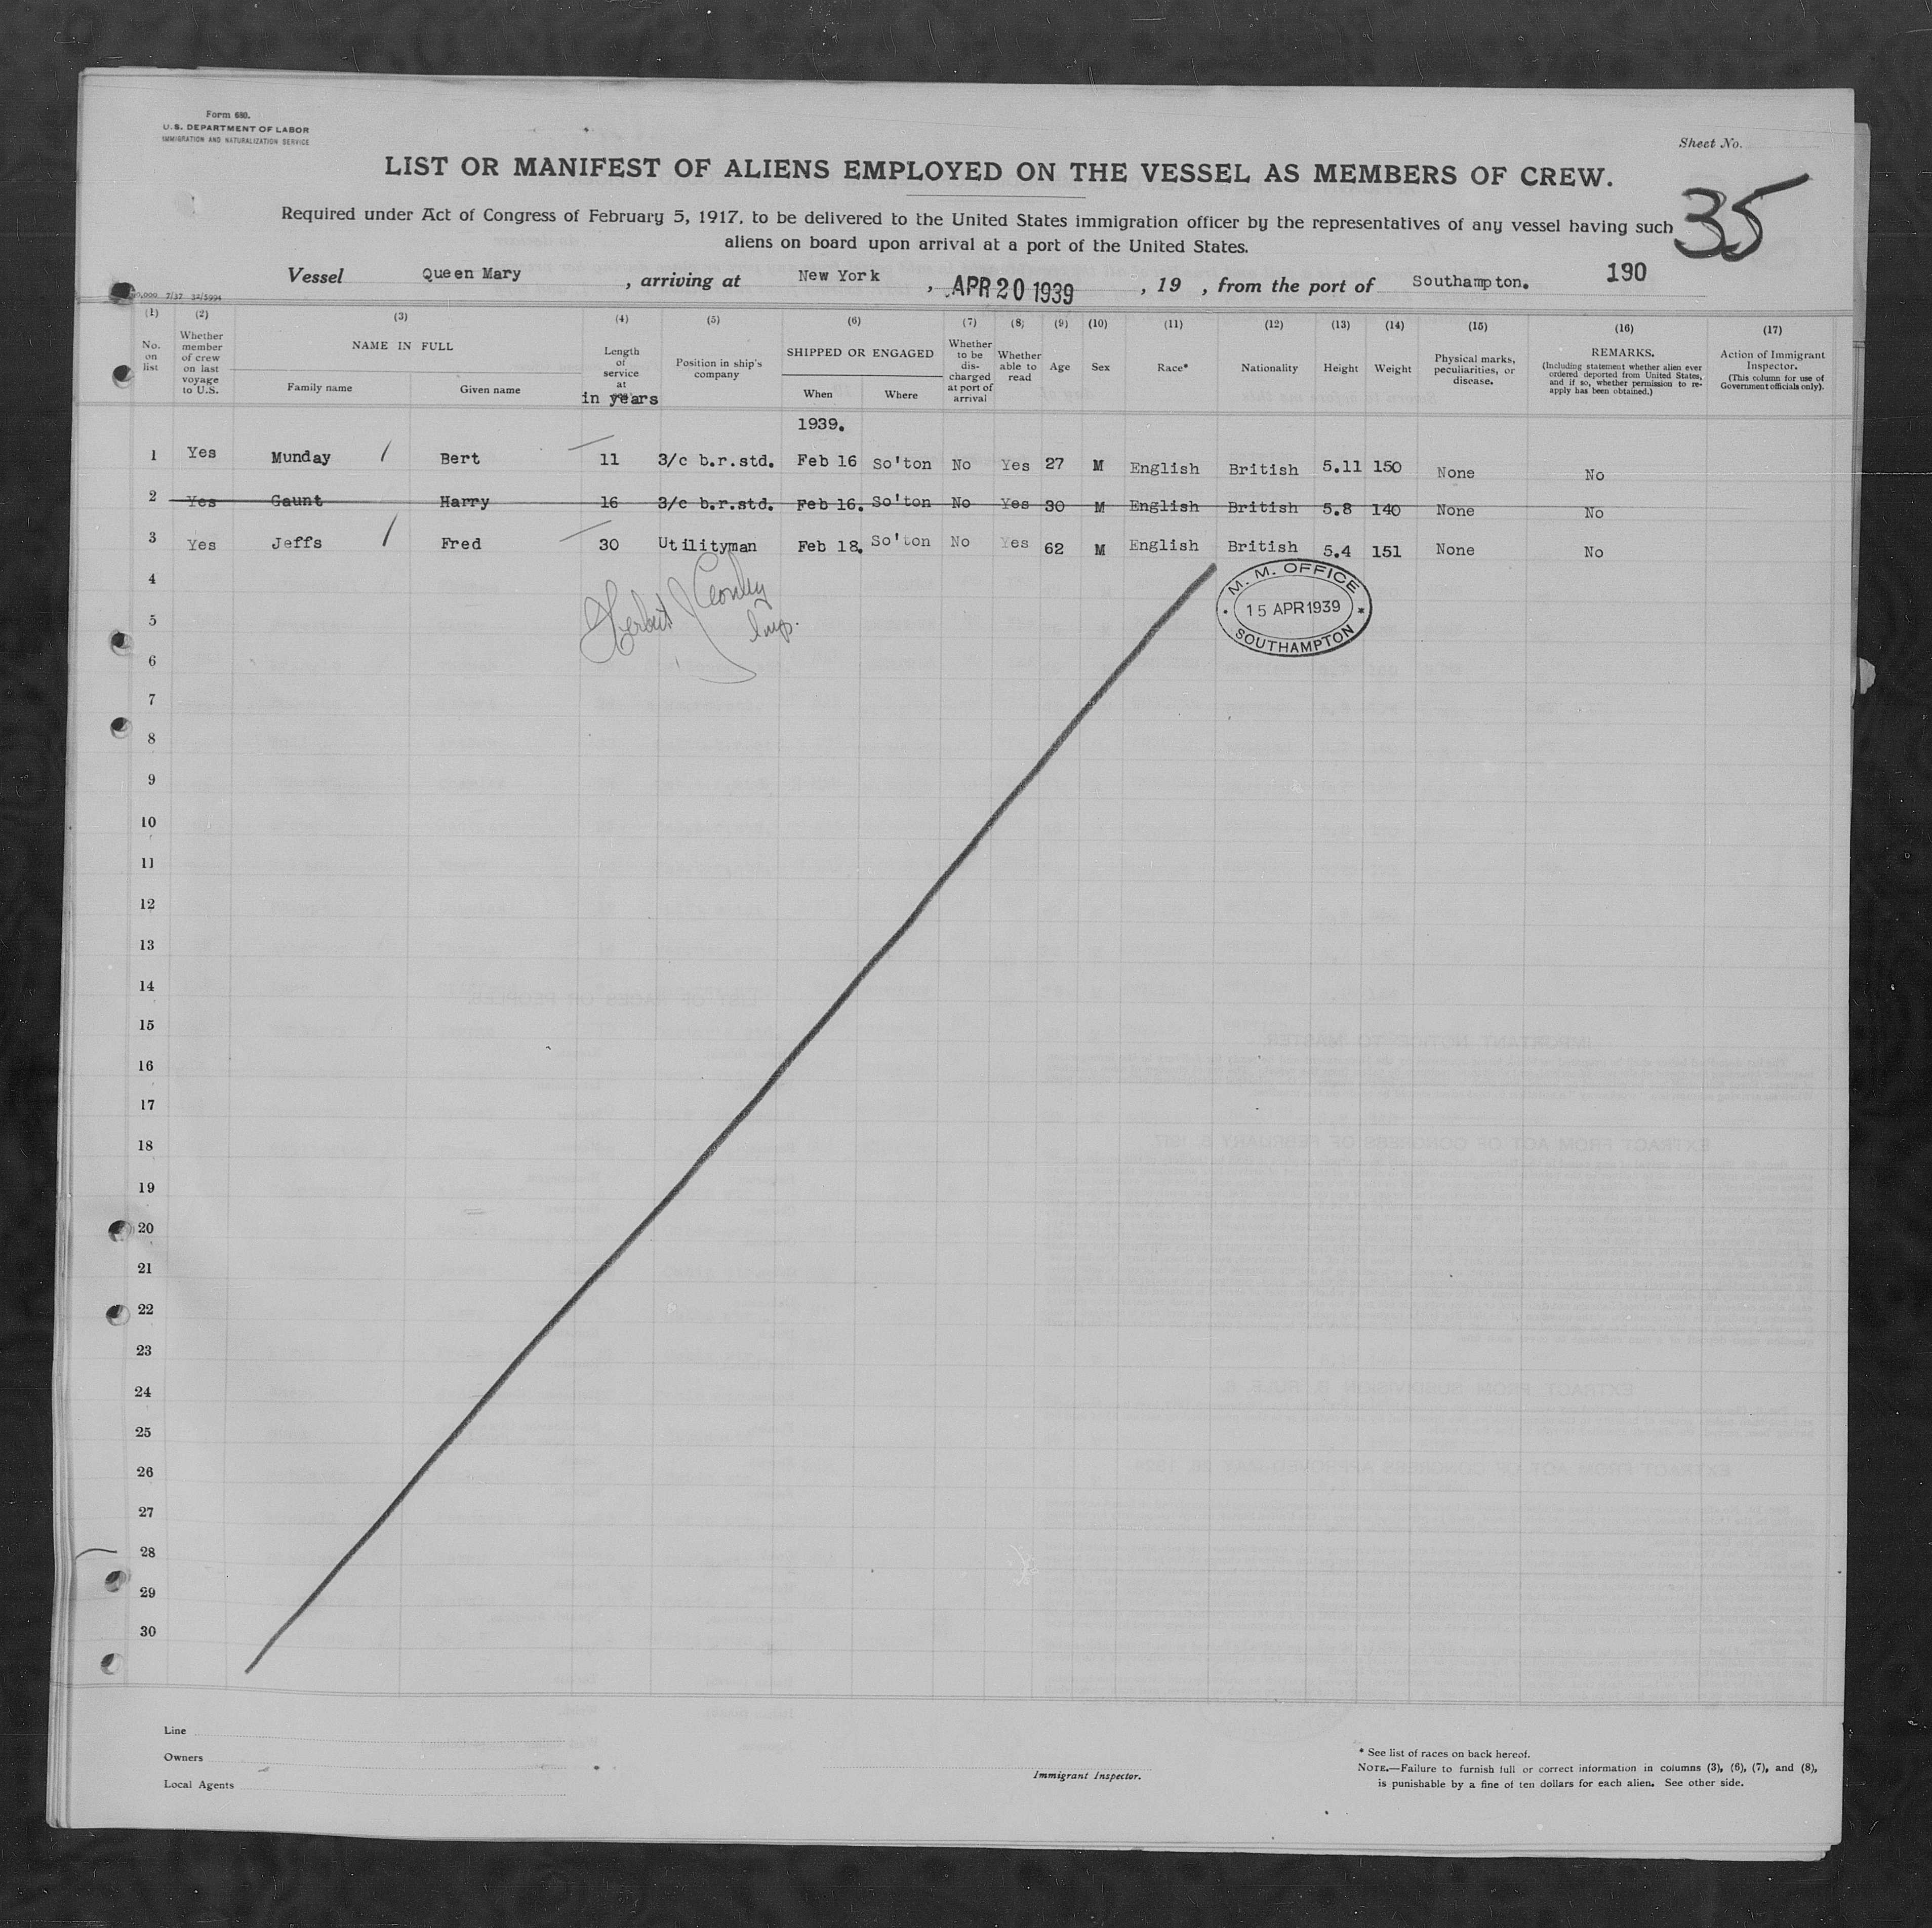 Form 680.
U.S. DEPARTMENT OF LABOR
IMMIGRATION AND NATURALIZATION SERVICE
Sheet No.
LIST OR MANIFEST OF ALIENS EMPLOYED ON THE VESSEL AS MEMBERS OF CREW.
35
Required under Act of Congress of February 5, 1917, to be delivered to the United States immigration officer by the representatives of any vessel having such
aliens on board upon arrival at a port of the United States.
Vessel Queen Mary , arriving at New York , APR 20 1939 , 19 , from the port of Southampton. 190
7/37 32/5994
(1) (2) (3) (4) (5) (6) (7) (8) (9) (10) (11) (12) (13) (14) (15) (16) (17)
No. on list
Whether member of crew on last voyage to U.S.
NAME IN FULL
Family name
Given name
Length of service at
in years
Position in ship's company
SHIPPED OR ENGAGED
When
Where
Whether to be discharged at port of arrival
Whether able to read
Age
Sex
Race*
Nationality
Height
Weight
Physical marks, peculiarities, or disease.
REMARKS.
(Including statement whether alien ever ordered deported from United States, and if so, whether permission to re-apply has been obtained.)
Action of Immigrant Inspector.
(This column for use of Government officials only).
1939.
1 Yes Munday Bert 11 3/c b.r.std. Feb 16 So'ton No Yes 27 M English British 5.11 150 None No
2 Yes Gaunt Harry 16 3/c b.r.std. Feb 16. So'ton No Yes 30 M English British 5.8 140 None No
3 Yes Jeffs Fred 30 Utilityman Feb 18. So'ton No Yes 62 M English British 5.4 151 None No
M. M. OFFICE
15 APR 1939
SOUTHAMPTON
Herbert J
Insp.
4
5
6
7
8
9
10
11
12
13
14
15
16
17
18
19
20
21
22
23
24
25
26
27
28
29
30
Line
Owners
Local Agents
Immigrant Inspector.
* See list of races on back hereof.
NOTE.—Failure to furnish full or correct information in columns (3), (6), (7), and (8),
is punishable by a fine of ten dollars for each alien. See other side.